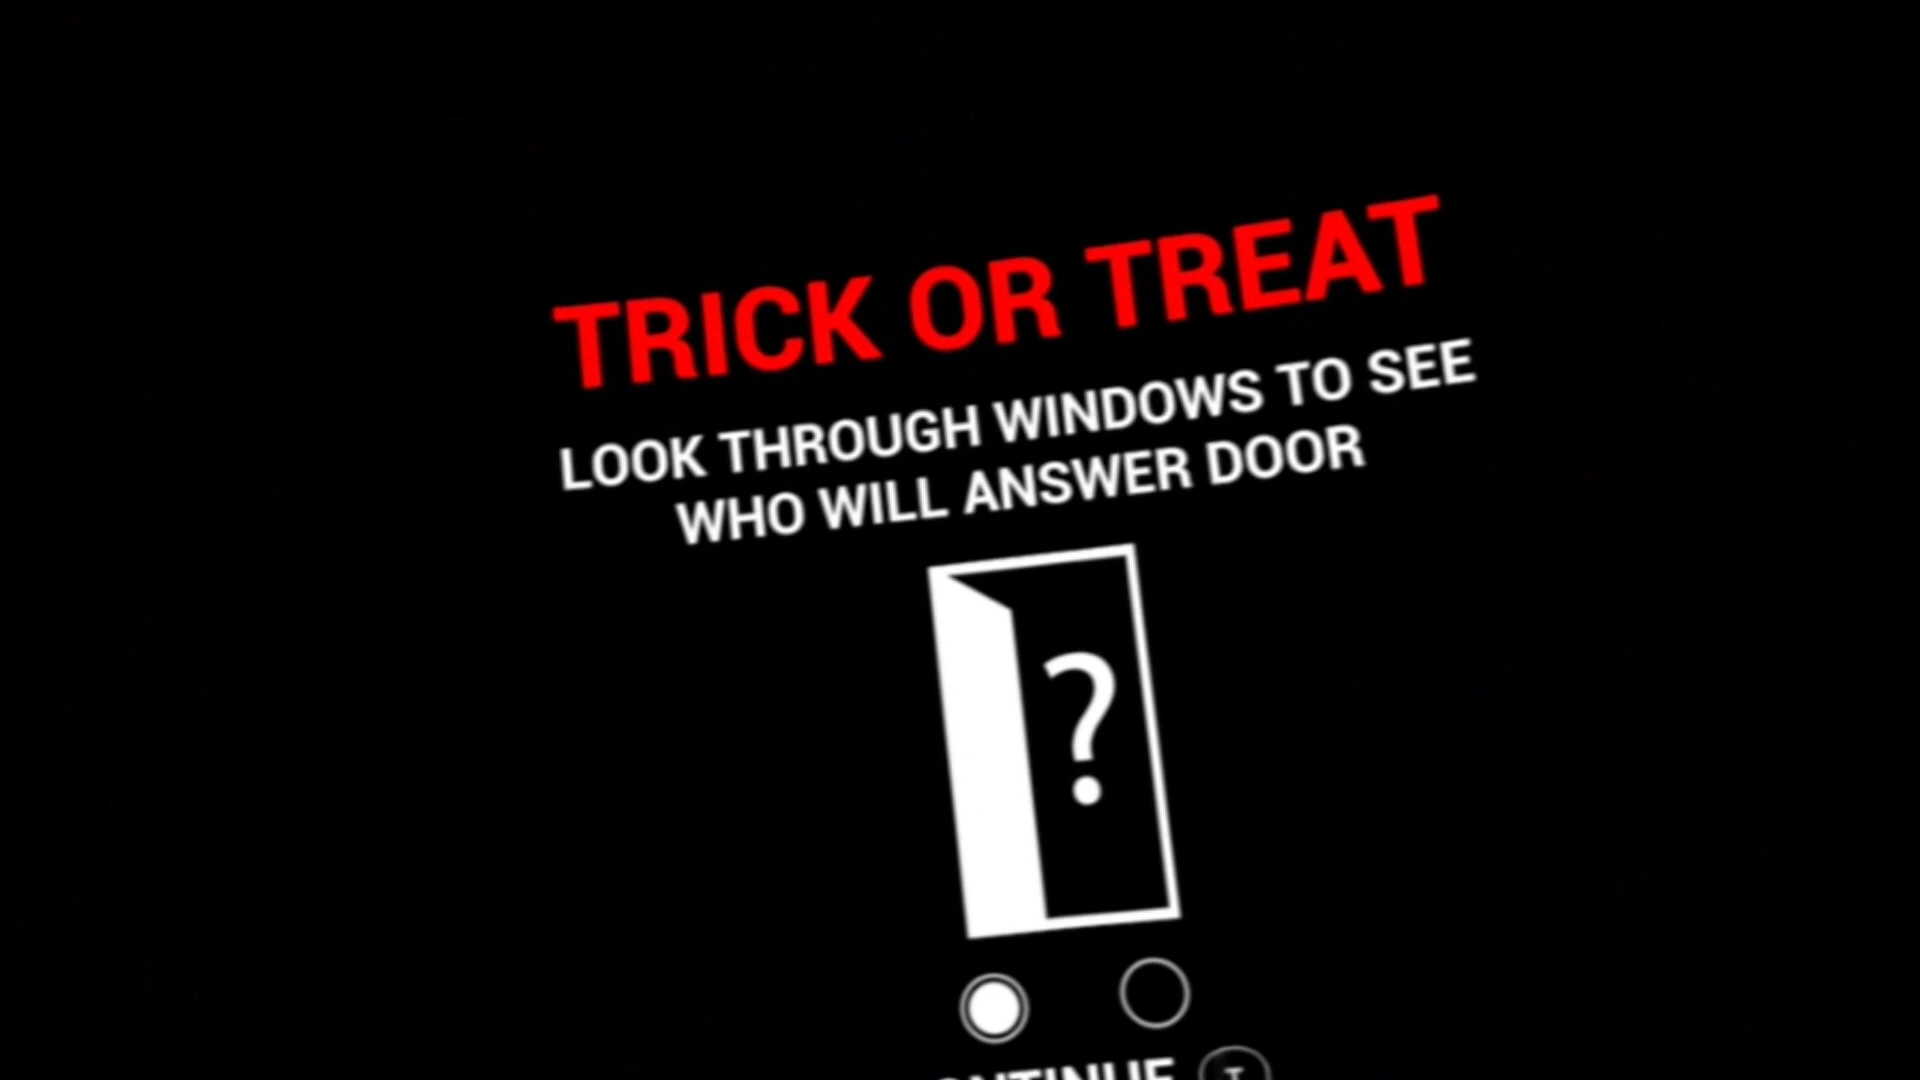 TRICK OR TREAT
LOOK THROUGH WINDOWS TO SEE
WHO WILL ANSWER DOOR
?